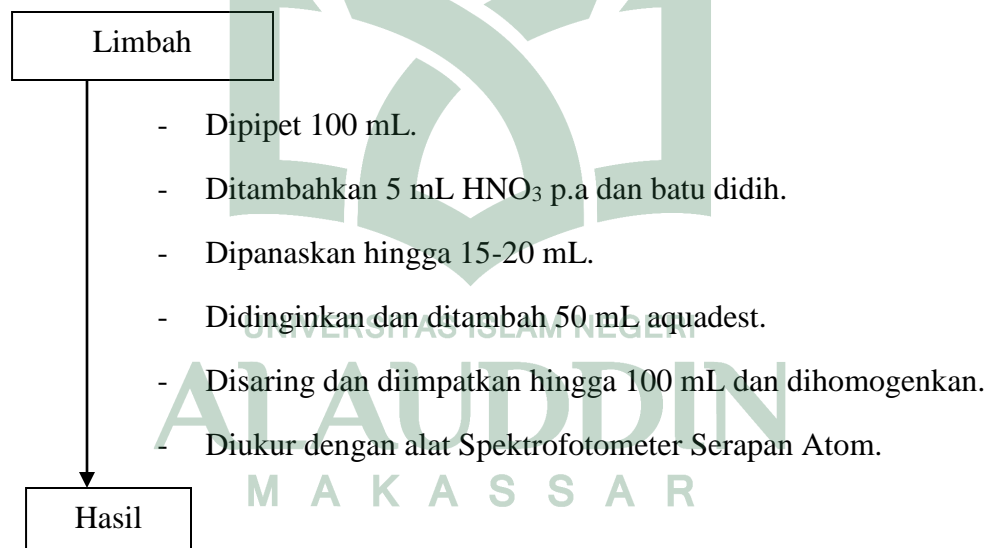 Limbah
- Dipipet 100 mL.
- Ditambahkan 5 mL HNO₃ p.a dan batu didih.
- Dipanaskan hingga 15-20 mL.
- Didinginkan dan ditambah 50 mL aquadest.
UNIVERSITAS ISLAM NEGERI
- Disaring dan diimpatkan hingga 100 mL dan dihomogenkan.
ALAUDDIN
- Diukur dengan alat Spektrofotometer Serapan Atom.
MAKASSAR
Hasil